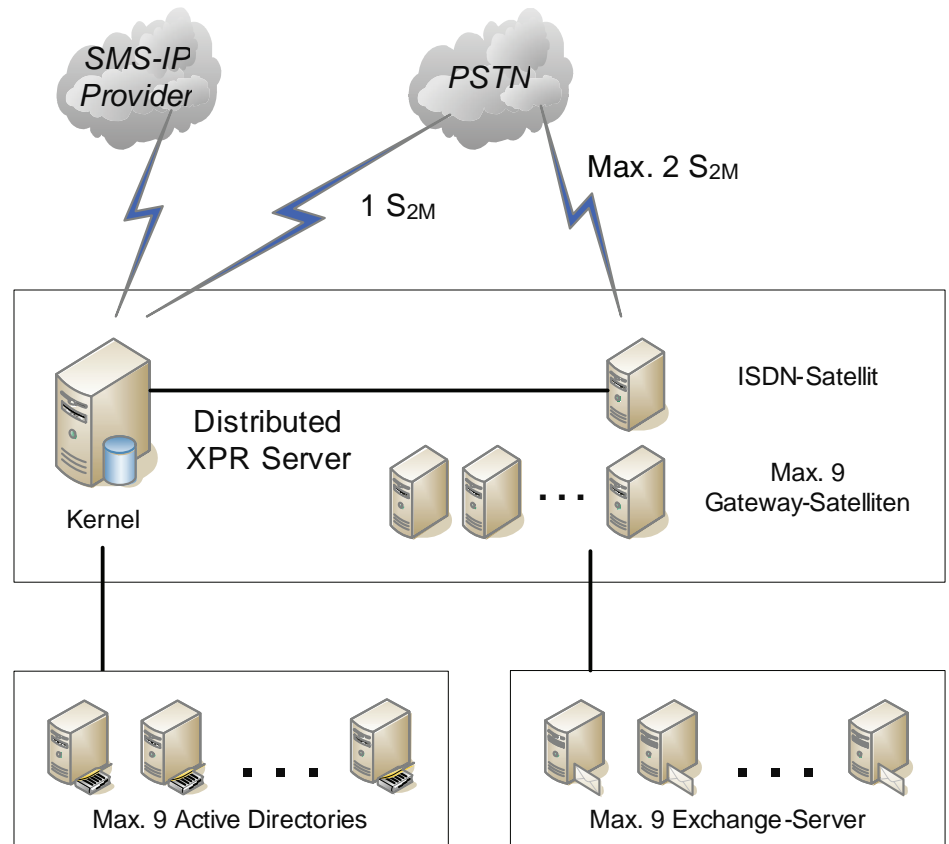 SMS-IP
Provider
PSTN
1 S2M
Max. 2 S2M
ISDN-Satellit
Distributed
XPR Server
Max. 9
Gateway-Satelliten
Kernel
Max. 9 Active Directories
Max. 9 Exchange-Server